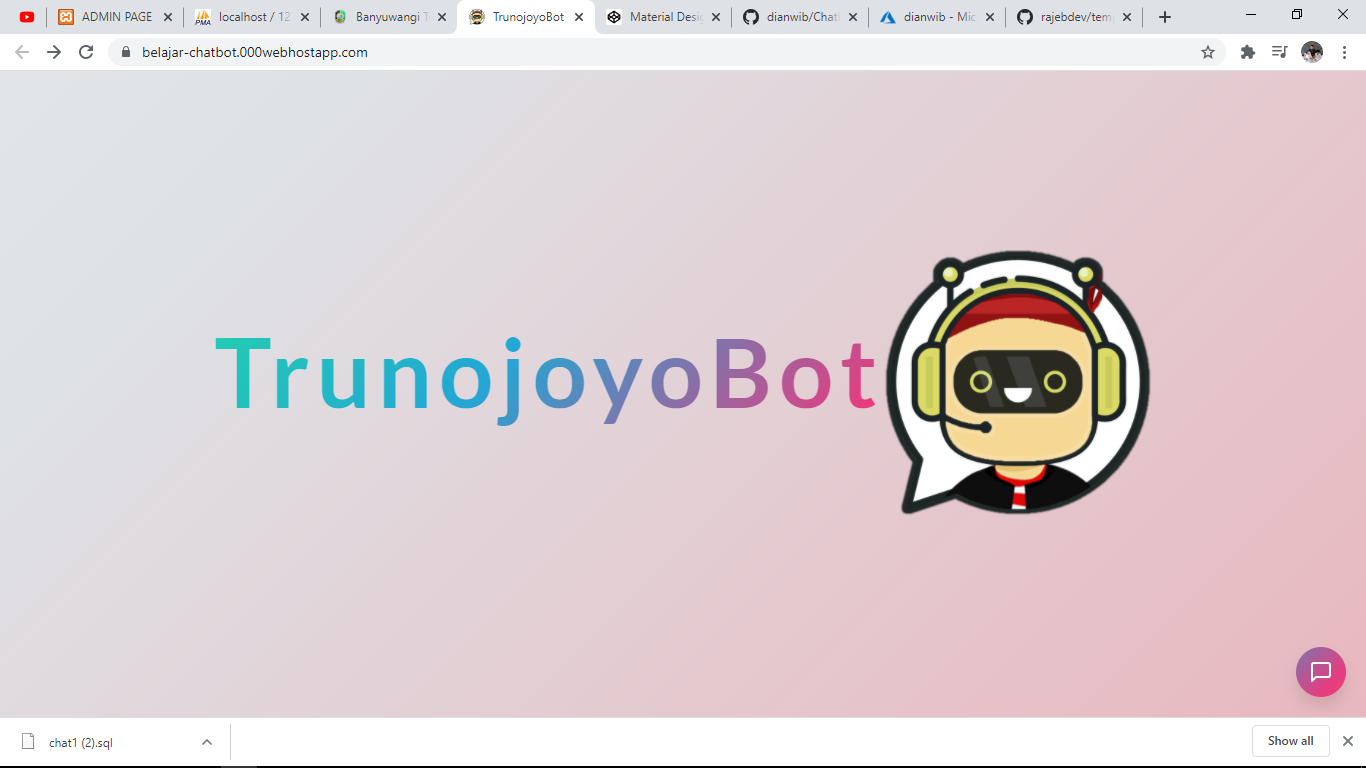 ADMIN PAGE
localhost / 12
Banyuwangi T
TrunojoyoBot
Material Desig
dianwib/Chat
dianwib - Mic
rajebdev/tem
belajar-chatbot.000webhostapp.com
TrunojoyoBot
chat1 (2).sql
Show all